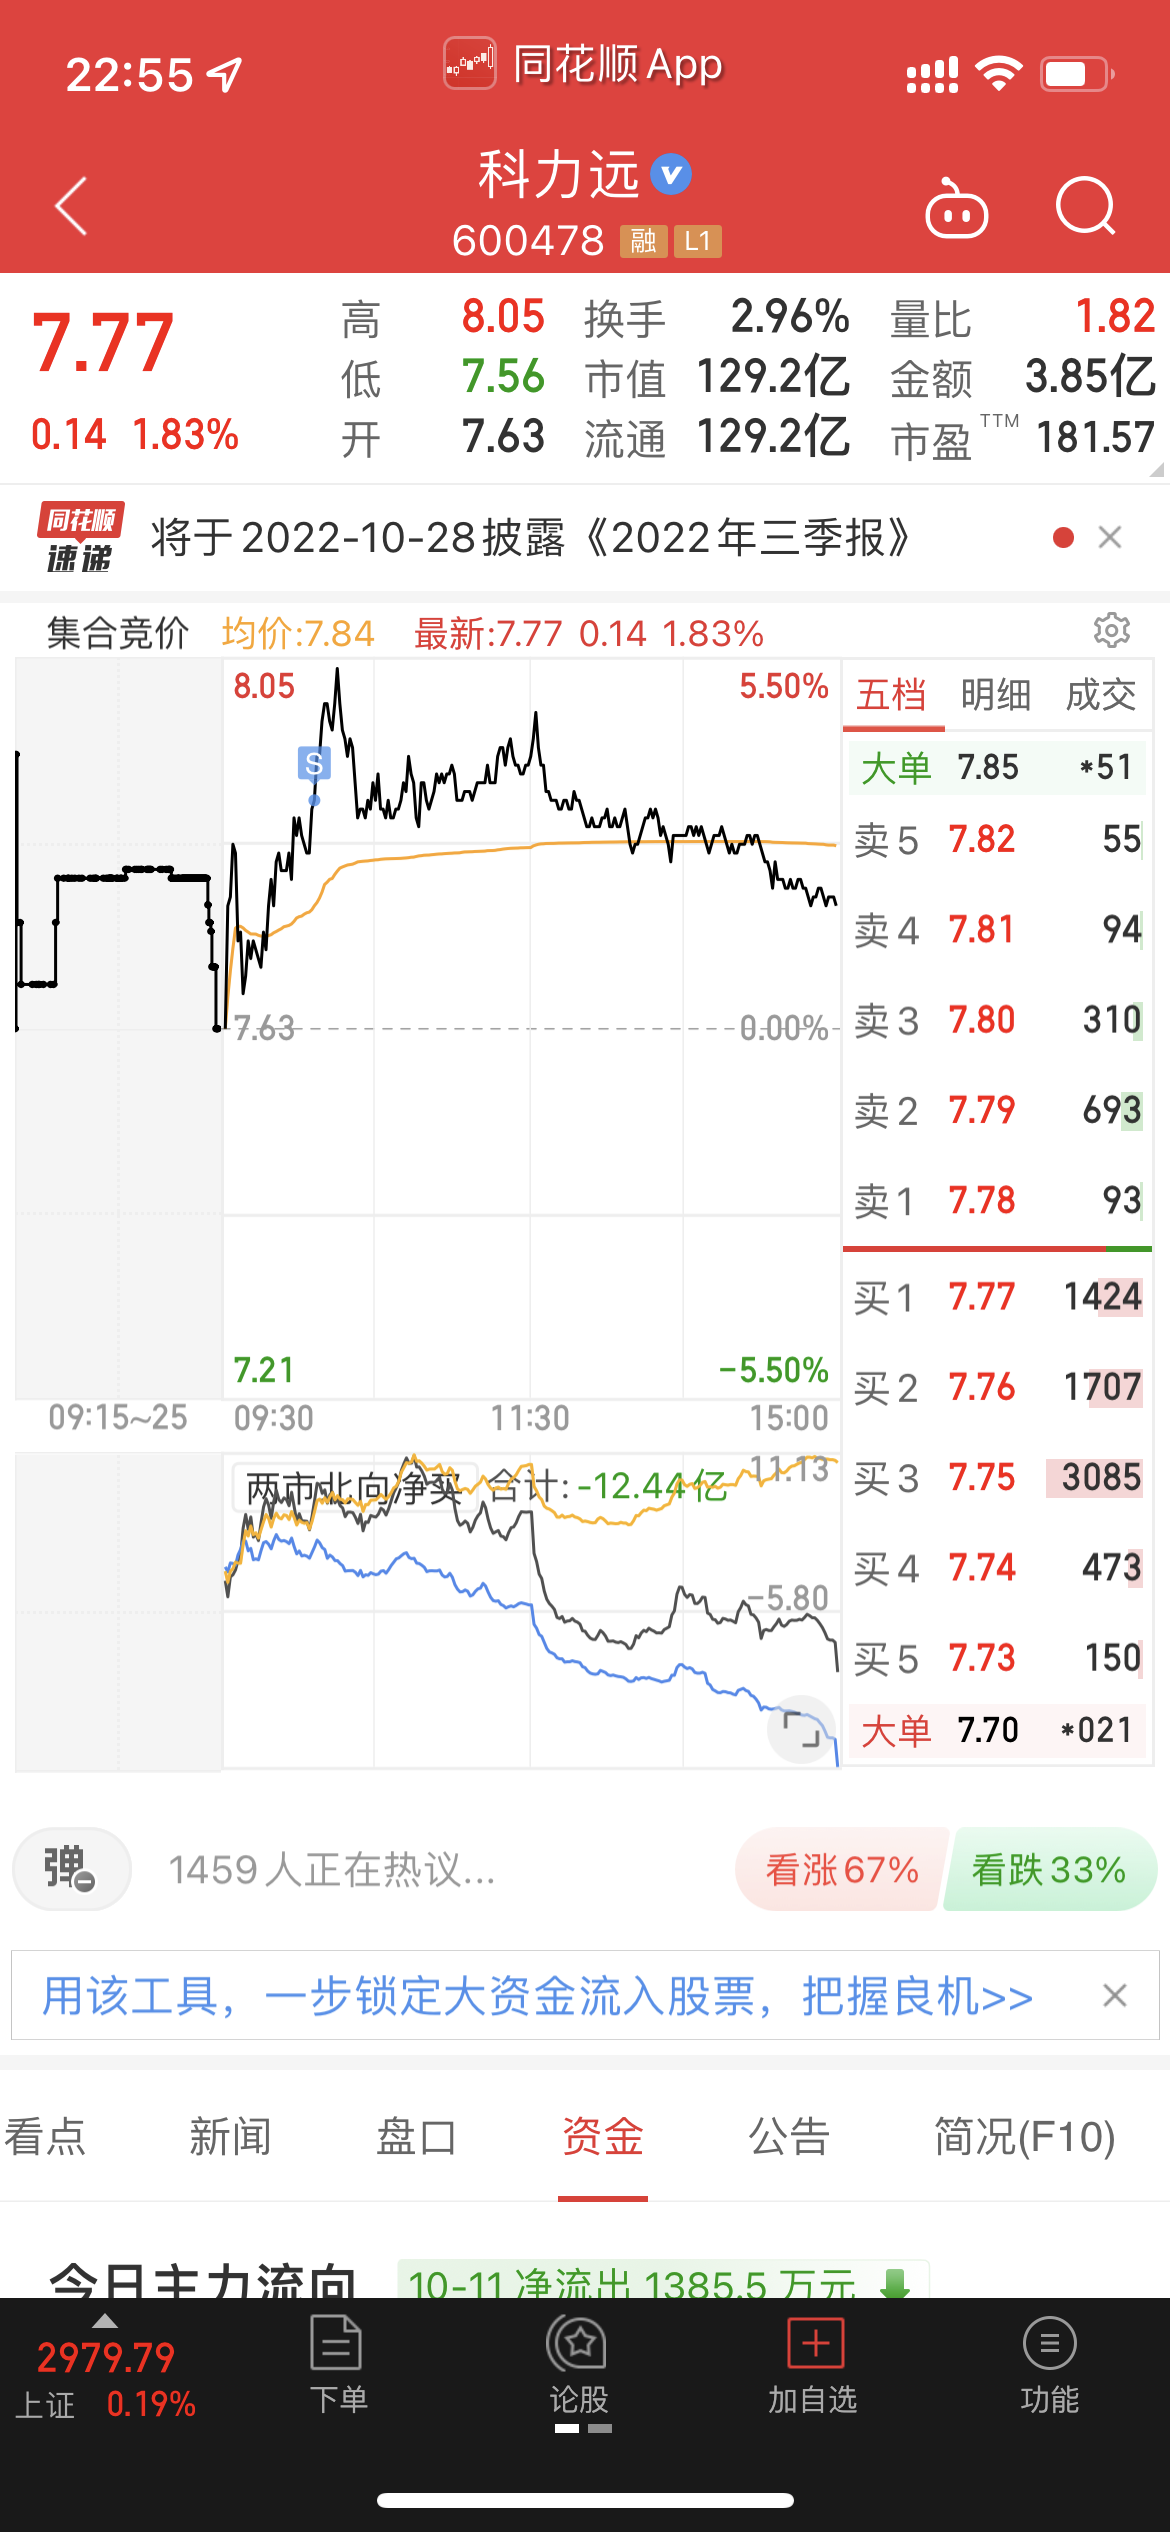 22:55
同花顺App
科力远
600478 融 L1
7.77
0.14 1.83%
高 8.05 换手 2.96% 量比 1.82
低 7.56 市值 129.2亿 金额 3.85亿
开 7.63 流通 129.2亿 市盈TTM 181.57
同花顺速递 将于2022-10-28披露《2022年三季报》
集合竞价 均价:7.84 最新:7.77 0.14 1.83%
8.05 5.50%
S
7.63 0.00%
7.21 -5.50%
09:15~25 09:30 11:30 15:00
两市北向净买 合计:-12.44亿 11.13
-5.80
五档 明细 成交
大单 7.85 *51
卖5 7.82 55
卖4 7.81 94
卖3 7.80 310
卖2 7.79 693
卖1 7.78 93
买1 7.77 1424
买2 7.76 1707
买3 7.75 3085
买4 7.74 473
买5 7.73 150
大单 7.70 *021
弹 1459人正在热议... 看涨67% 看跌33%
用该工具，一步锁定大资金流入股票，把握良机>>
看点 新闻 盘口 资金 公告 简况(F10)
今日主力流向 10-11 净流出 1385.5 万元
2979.79
上证 0.19%
下单 论股 加自选 功能